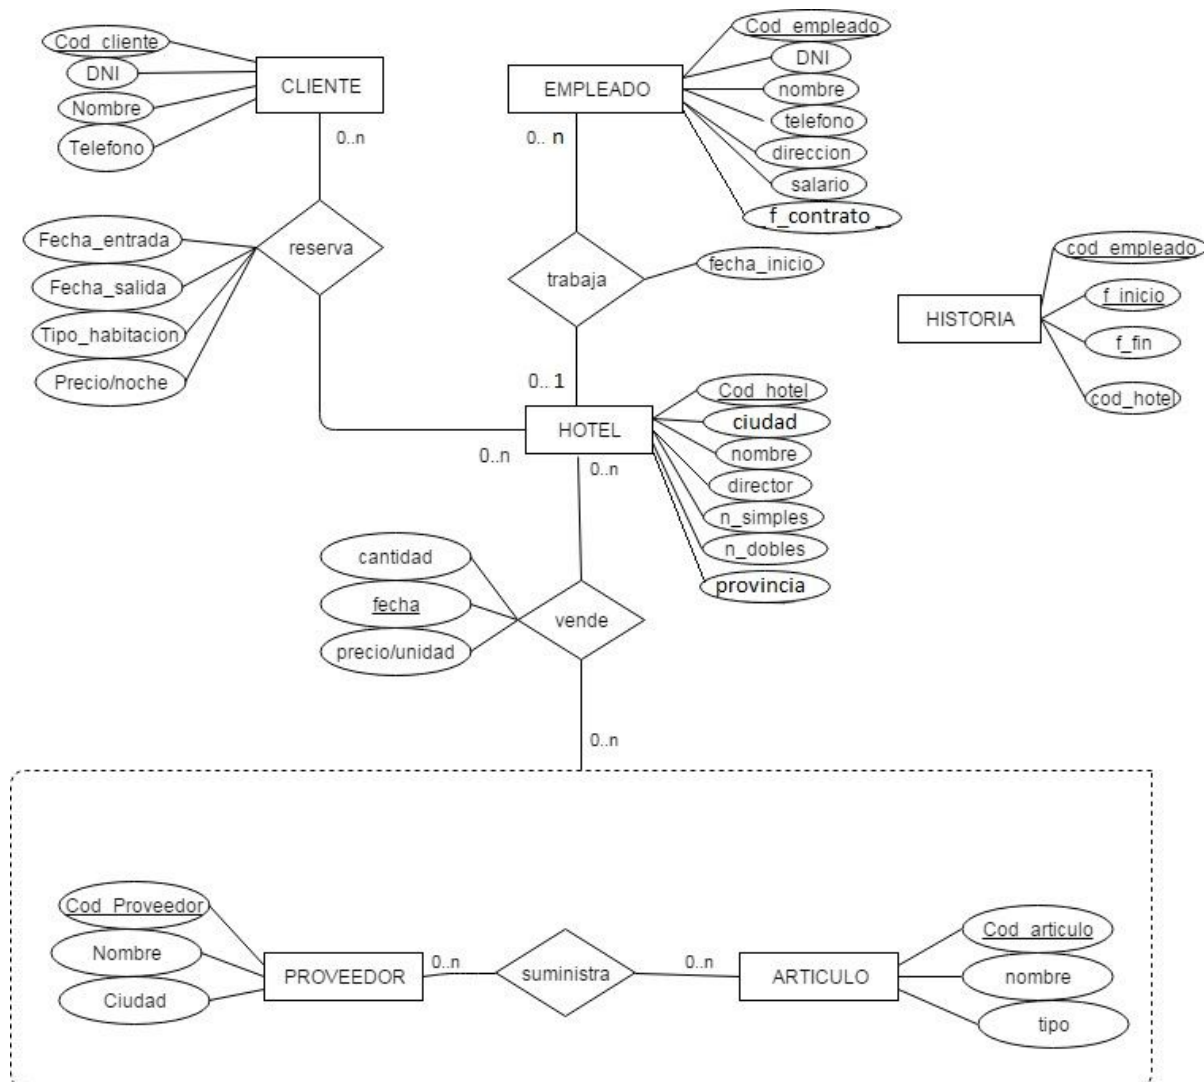 Cod_cliente
DNI
Nombre
Telefono
CLIENTE
0..n
Cod_empleado
DNI
nombre
telefono
direccion
salario
f_contrato
EMPLEADO
0.. n
Fecha_entrada
Fecha_salida
Tipo_habitacion
Precio/noche
reserva
trabaja
fecha_inicio
cod_empleado
f_inicio
f_fin
cod_hotel
HISTORIA
0.. 1
HOTEL
0..n
0..n
Cod_hotel
ciudad
nombre
director
n_simples
n_dobles
provincia
cantidad
fecha
precio/unidad
vende
0..n
Cod_Proveedor
Nombre
Ciudad
PROVEEDOR
0..n
suministra
0..n
ARTICULO
Cod_articulo
nombre
tipo